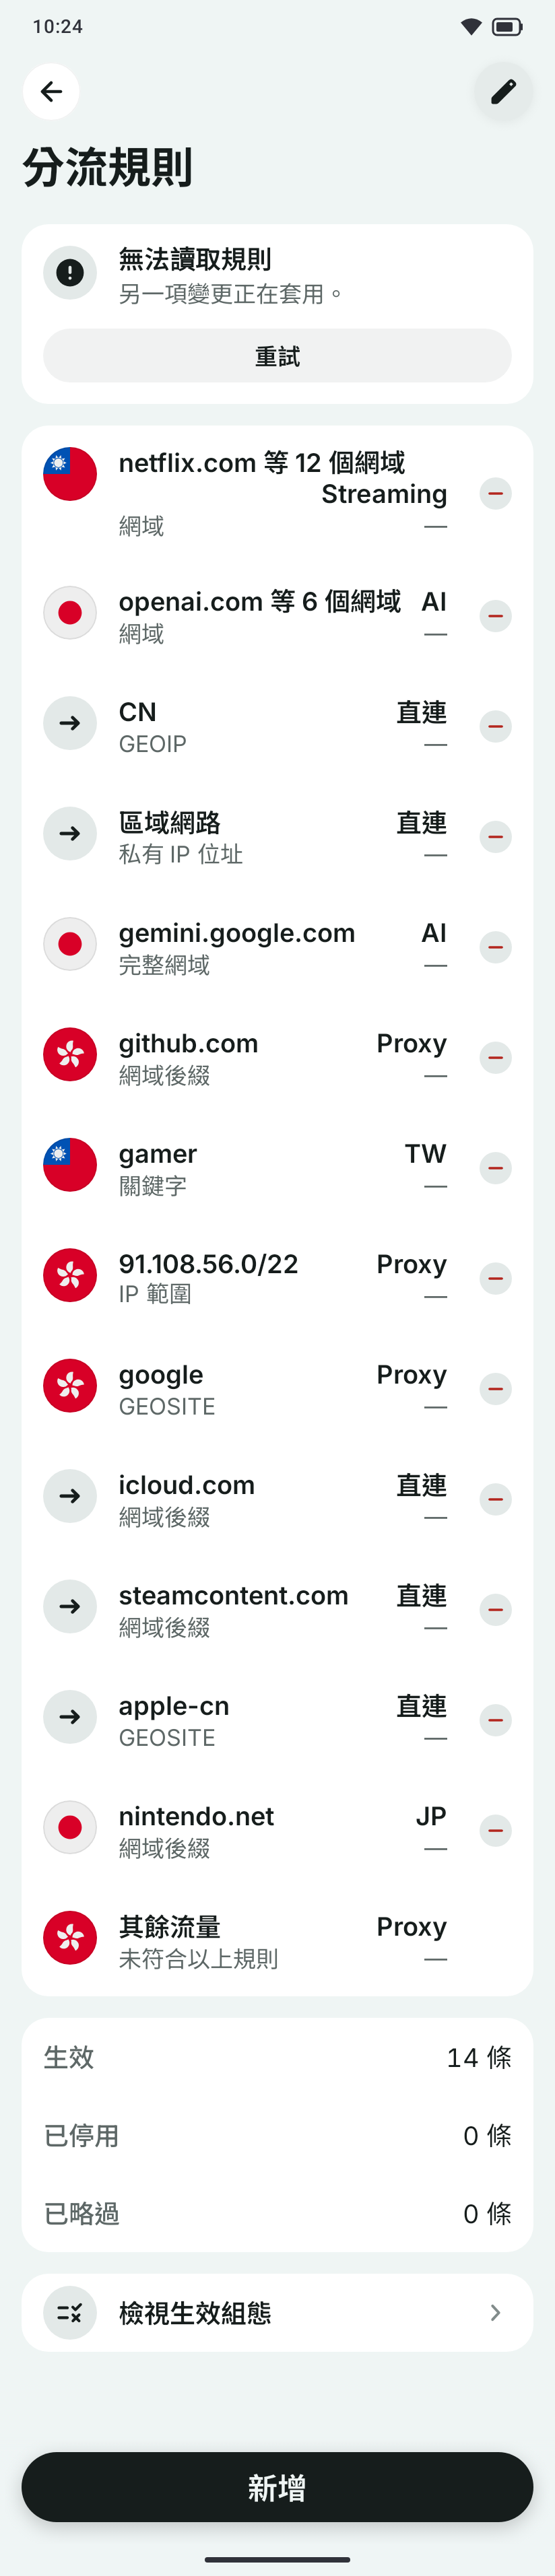 10:24
分流規則
無法讀取規則
另一項變更正在套用。
重試
netflix.com 等 12 個網域
Streaming
網域 —
openai.com 等 6 個網域 AI
網域 —
CN 直連
GEOIP —
區域網路 直連
私有 IP 位址 —
gemini.google.com AI
完整網域 —
github.com Proxy
網域後綴 —
gamer TW
關鍵字 —
91.108.56.0/22 Proxy
IP 範圍 —
google Proxy
GEOSITE —
icloud.com 直連
網域後綴 —
steamcontent.com 直連
網域後綴 —
apple-cn 直連
GEOSITE —
nintendo.net JP
網域後綴 —
其餘流量 Proxy
未符合以上規則 —
生效 14 條
已停用 0 條
已略過 0 條
檢視生效組態
新增